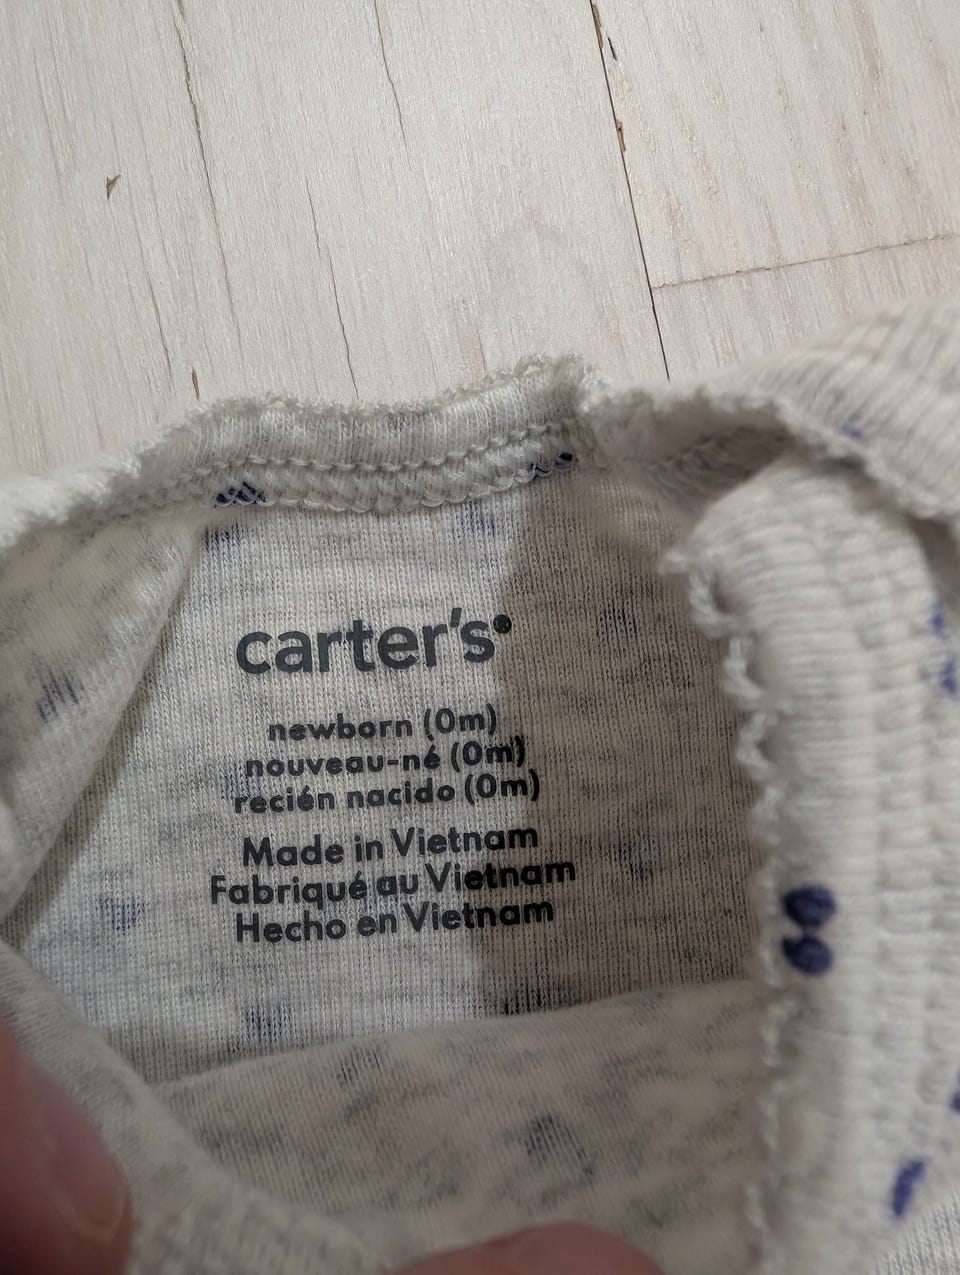 carter's®
newborn (0m)
nouveau-né (0m)
recién nacido (0m)
Made in Vietnam
Fabriqué au Vietnam
Hecho en Vietnam